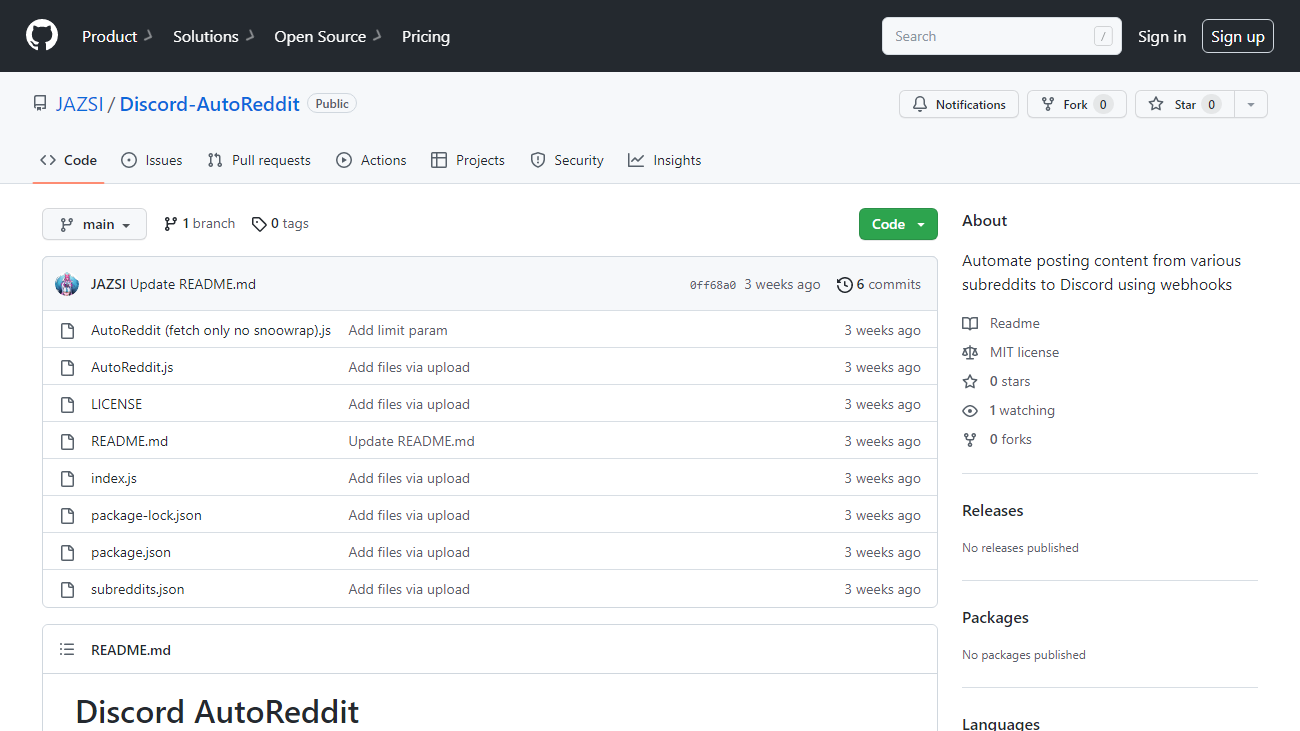 Product Solutions Open Source Pricing Search / Sign in Sign up
JAZSI / Discord-AutoReddit Public Notifications Fork 0 Star 0
Code Issues Pull requests Actions Projects Security Insights
main 1 branch 0 tags Code
JAZSI Update README.md 0ff68a0 3 weeks ago 6 commits
AutoReddit (fetch only no snoowrap).js Add limit param 3 weeks ago
AutoReddit.js Add files via upload 3 weeks ago
LICENSE Add files via upload 3 weeks ago
README.md Update README.md 3 weeks ago
index.js Add files via upload 3 weeks ago
package-lock.json Add files via upload 3 weeks ago
package.json Add files via upload 3 weeks ago
subreddits.json Add files via upload 3 weeks ago
README.md
Discord AutoReddit
About
Automate posting content from various
subreddits to Discord using webhooks
Readme
MIT license
0 stars
1 watching
0 forks
Releases
No releases published
Packages
No packages published
Languages